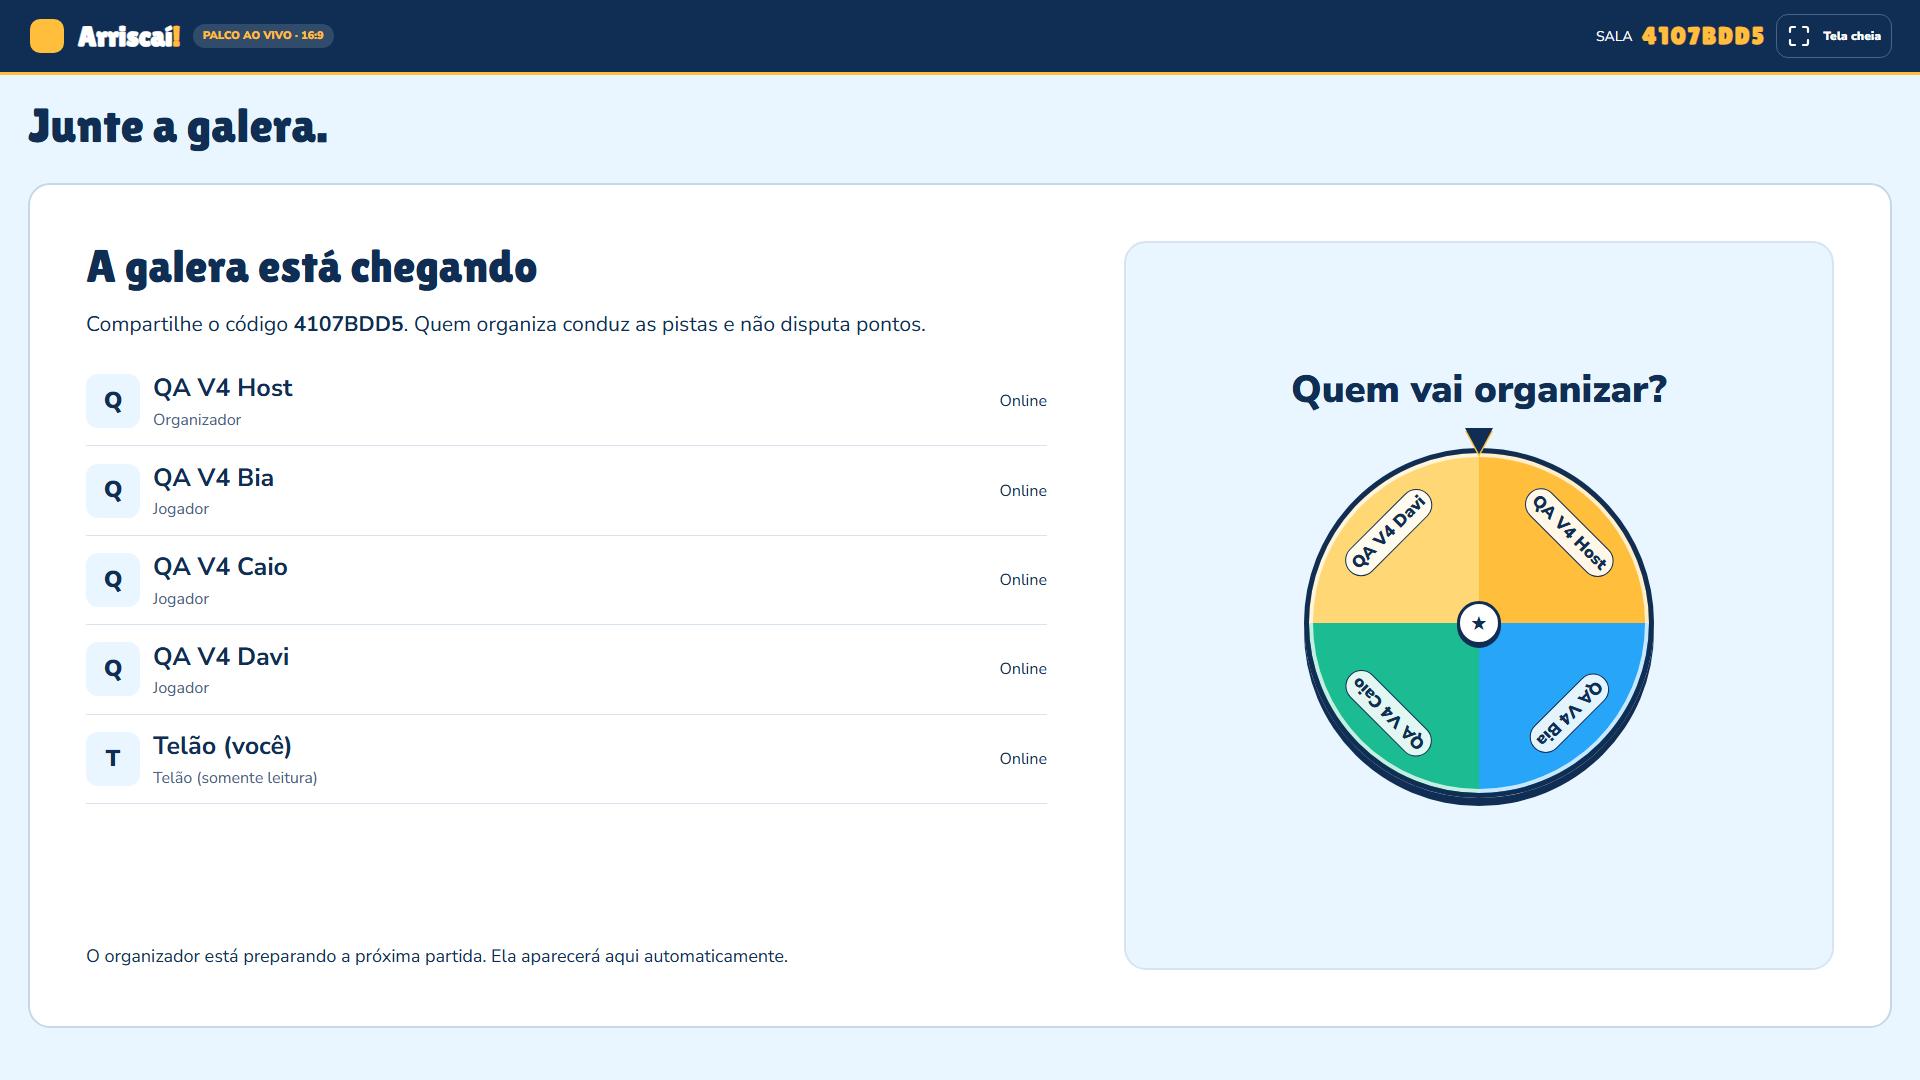 Arriscaí!
PALCO AO VIVO · 16:9
SALA 4107BDD5
Tela cheia
Junte a galera.
A galera está chegando
Compartilhe o código 4107BDD5. Quem organiza conduz as pistas e não disputa pontos.
Q
QA V4 Host
Organizador
Online
Q
QA V4 Bia
Jogador
Online
Q
QA V4 Caio
Jogador
Online
Q
QA V4 Davi
Jogador
Online
T
Telão (você)
Telão (somente leitura)
Online
O organizador está preparando a próxima partida. Ela aparecerá aqui automaticamente.
Quem vai organizar?
QA V4 Davi
QA V4 Host
QA V4 Caio
QA V4 Bia